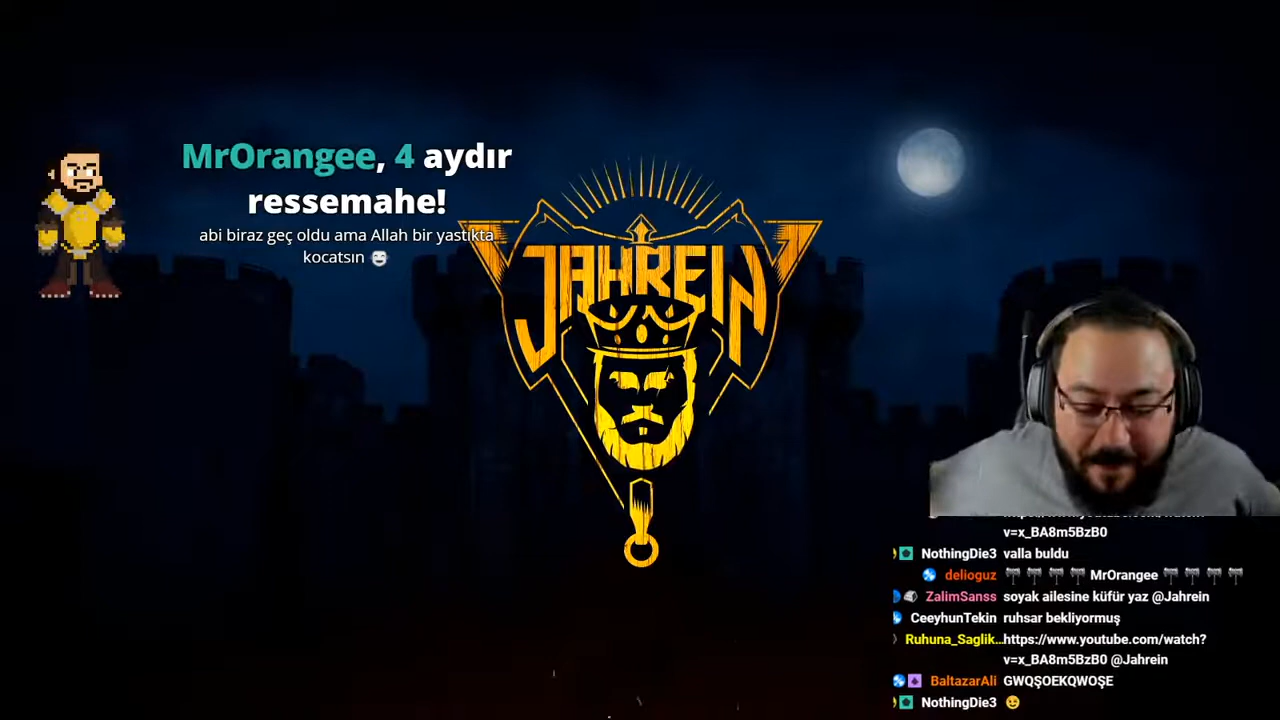 MrOrangee, 4 aydır
ressemahe!
abi biraz geç oldu ama Allah bir yastıkta
kocatsın
JAHREIN
v=x_BA8m5BzB0
NothingDie3 valla buldu
delioguz MrOrangee
ZalimSanss soyak ailesine küfür yaz @Jahrein
CeeyhunTekin ruhsar bekliyormuş
Ruhuna_Saglik... https://www.youtube.com/watch?
v=x_BA8m5BzB0 @Jahrein
BaltazarAli GWQŞOEKQWOŞE
NothingDie3